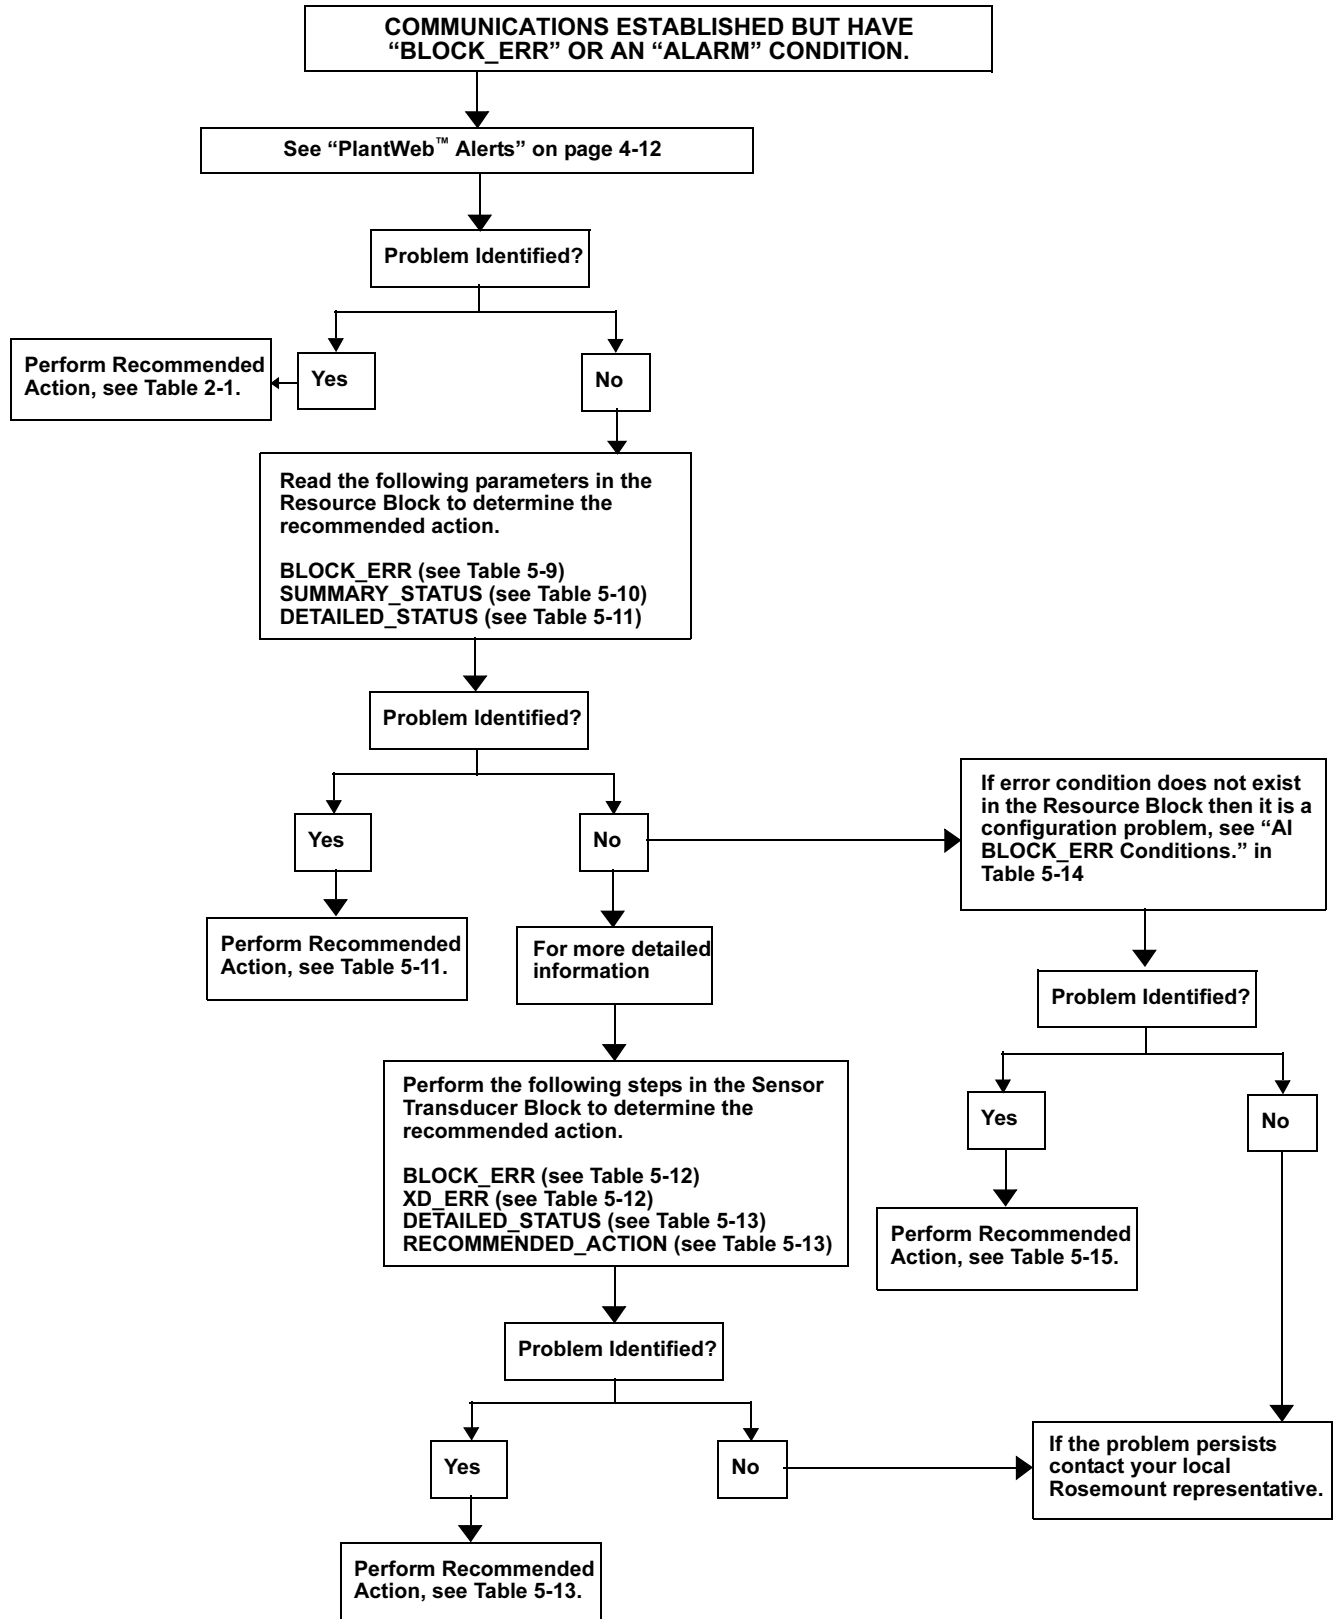 COMMUNICATIONS ESTABLISHED BUT HAVE
“BLOCK_ERR” OR AN “ALARM” CONDITION.
See “PlantWeb™ Alerts” on page 4-12
Problem Identified?
Perform Recommended
Action, see Table 2-1.
Yes
No
Read the following parameters in the
Resource Block to determine the
recommended action.
BLOCK_ERR (see Table 5-9)
SUMMARY_STATUS (see Table 5-10)
DETAILED_STATUS (see Table 5-11)
Problem Identified?
Yes
No
If error condition does not exist
in the Resource Block then it is a
configuration problem, see “AI
BLOCK_ERR Conditions.” in
Table 5-14
Perform Recommended
Action, see Table 5-11.
For more detailed
information
Problem Identified?
Perform the following steps in the Sensor
Transducer Block to determine the
recommended action.
BLOCK_ERR (see Table 5-12)
XD_ERR (see Table 5-12)
DETAILED_STATUS (see Table 5-13)
RECOMMENDED_ACTION (see Table 5-13)
Yes
No
Perform Recommended
Action, see Table 5-15.
Problem Identified?
Yes
No
If the problem persists
contact your local
Rosemount representative.
Perform Recommended
Action, see Table 5-13.